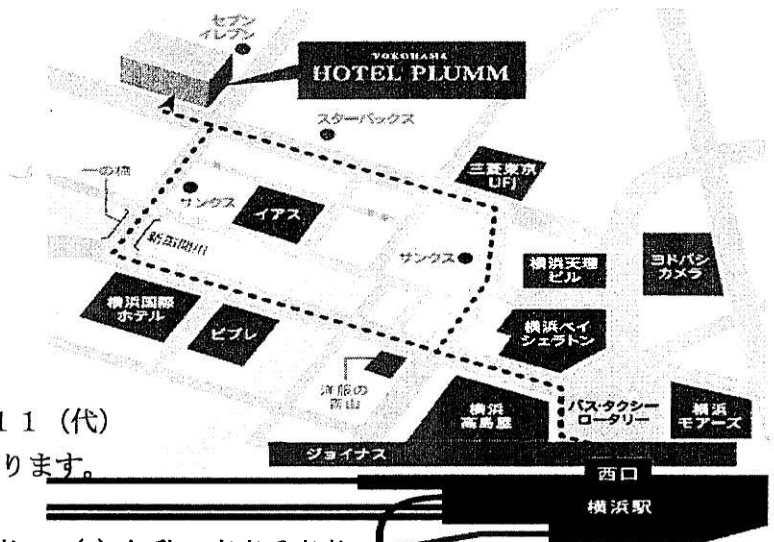 セブン
イレブン
YOKOHAMA
HOTEL PLUMM
スターバックス
三菱東京
UFJ
一の橋
サンクス
イアス
新田間川
サンクス
横浜天理
ビル
ヨドバシ
カメラ
横浜国際
ホテル
ビブレ
横浜ベイ
シェラトン
洋服の
青山
横浜
高島屋
バス・タクシー
ロータリー
横浜
モアーズ
11(代)
ります。
ジョイナス
西口
横浜駅